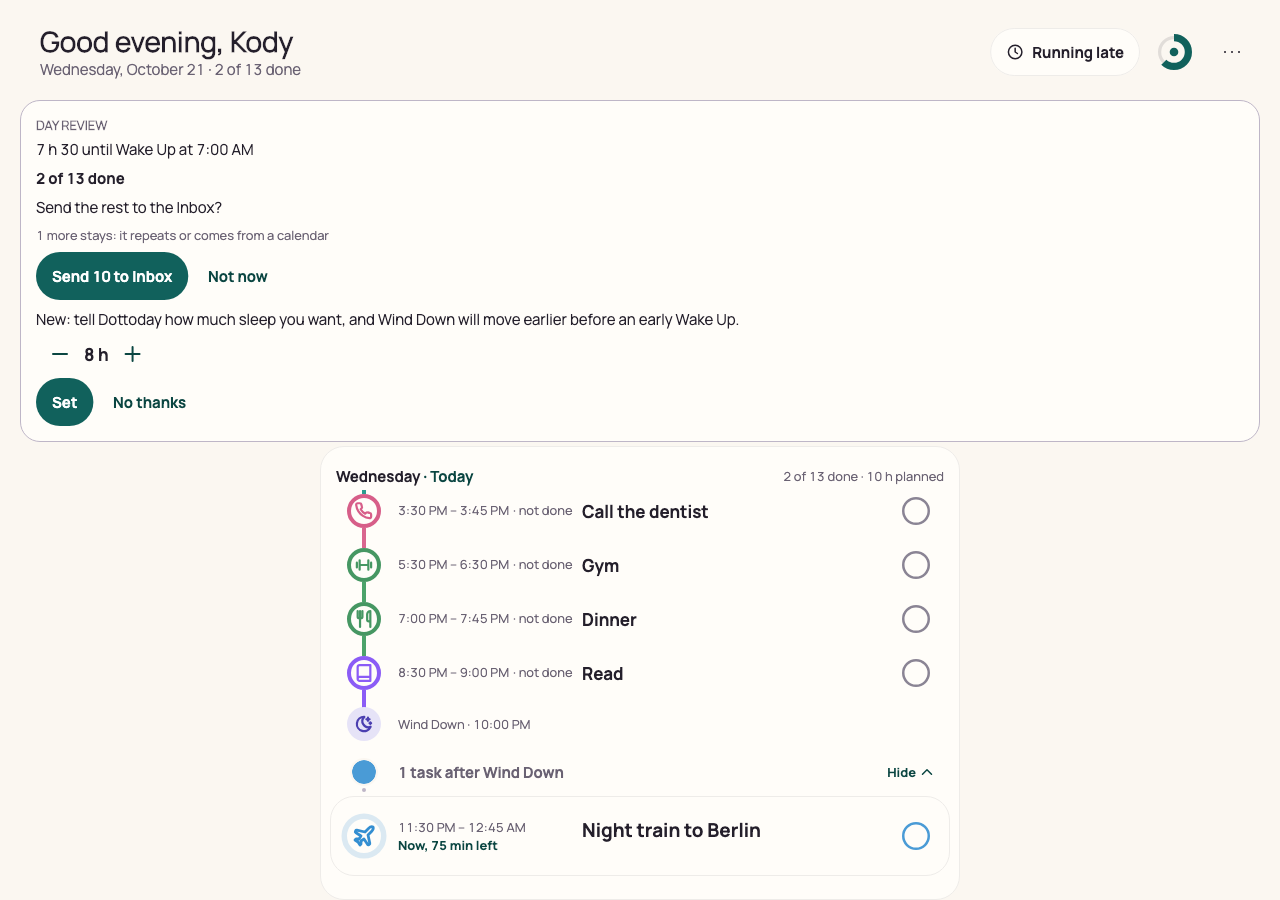 Good evening, Kody
Wednesday, October 21 · 2 of 13 done
Running late
DAY REVIEW
7 h 30 until Wake Up at 7:00 AM
2 of 13 done
Send the rest to the Inbox?
1 more stays: it repeats or comes from a calendar
Send 10 to Inbox Not now
New: tell Dottoday how much sleep you want, and Wind Down will move earlier before an early Wake Up.
8 h
Set No thanks
Wednesday · Today 2 of 13 done · 10 h planned
3:30 PM – 3:45 PM · not done Call the dentist
5:30 PM – 6:30 PM · not done Gym
7:00 PM – 7:45 PM · not done Dinner
8:30 PM – 9:00 PM · not done Read
Wind Down · 10:00 PM
1 task after Wind Down Hide
11:30 PM – 12:45 AM Night train to Berlin
Now, 75 min left